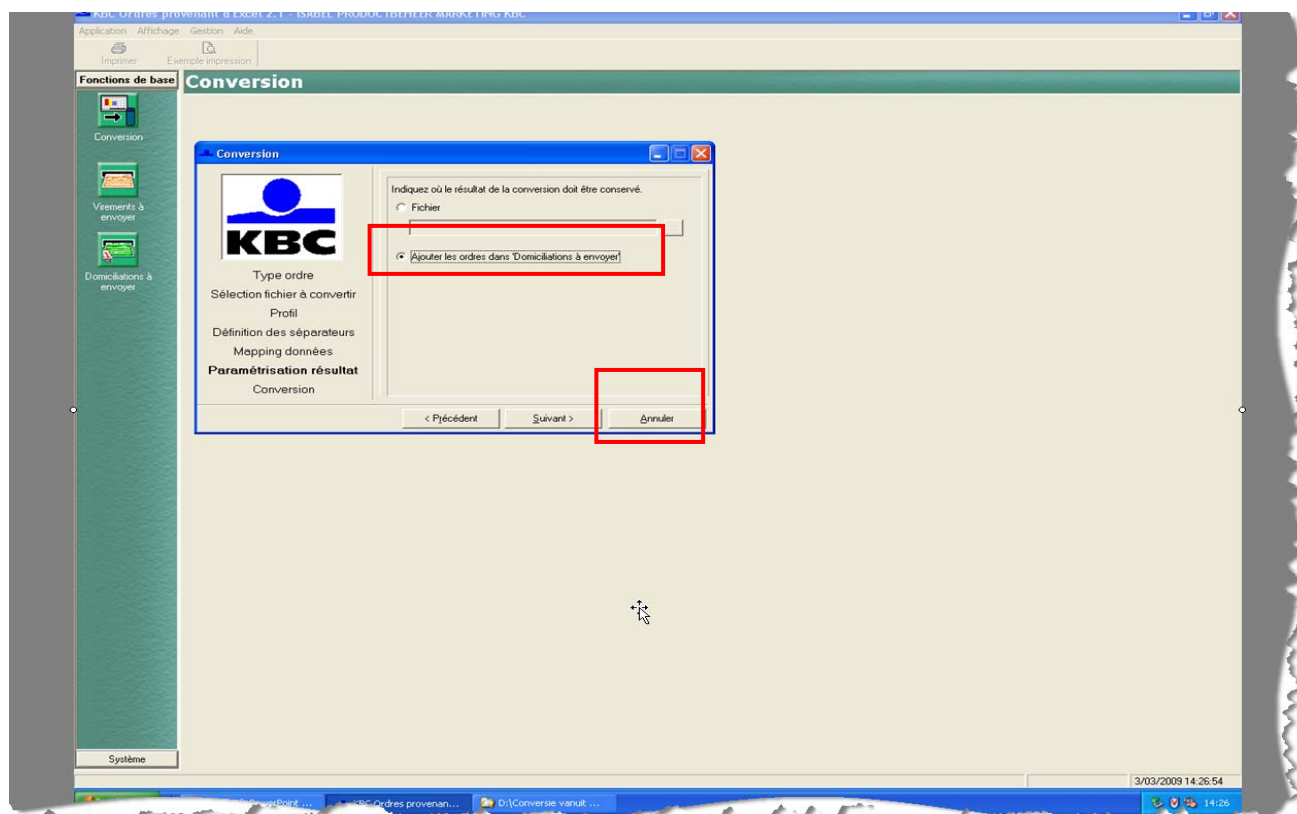 KBC Ordres provenant d'Excel 2.1 - ISABEL PRODUCTBEHEER MARKETING KBC
Application Affichage Gestion Aide
Imprimer Exemple impression
Fonctions de base
Conversion
Conversion
Virements à
envoyer
Domiciliations à
envoyer
Conversion
KBC
Type ordre
Sélection fichier à convertir
Profil
Définition des séparateurs
Mapping données
Paramétrisation résultat
Conversion
Indiquez où le résultat de la conversion doit être conservé.
Fichier
...
Ajouter les ordres dans 'Domiciliations à envoyer'
< Précédent
Suivant >
Annuler
Système
3/03/2009 14:26:54
PowerPoint ...
KBC Ordres provenan...
D:\Conversie vanuit ...
14:26